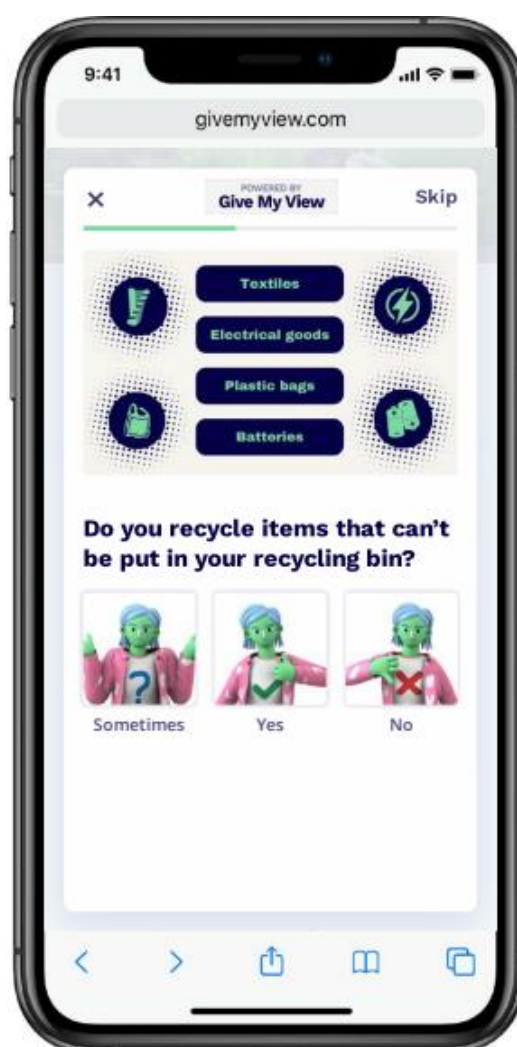 9:41
givemyview.com
POWERED BY
Give My View
Skip
Textiles
Electrical goods
Plastic bags
Batteries
Do you recycle items that can't
be put in your recycling bin?
?
Sometimes
Yes
No